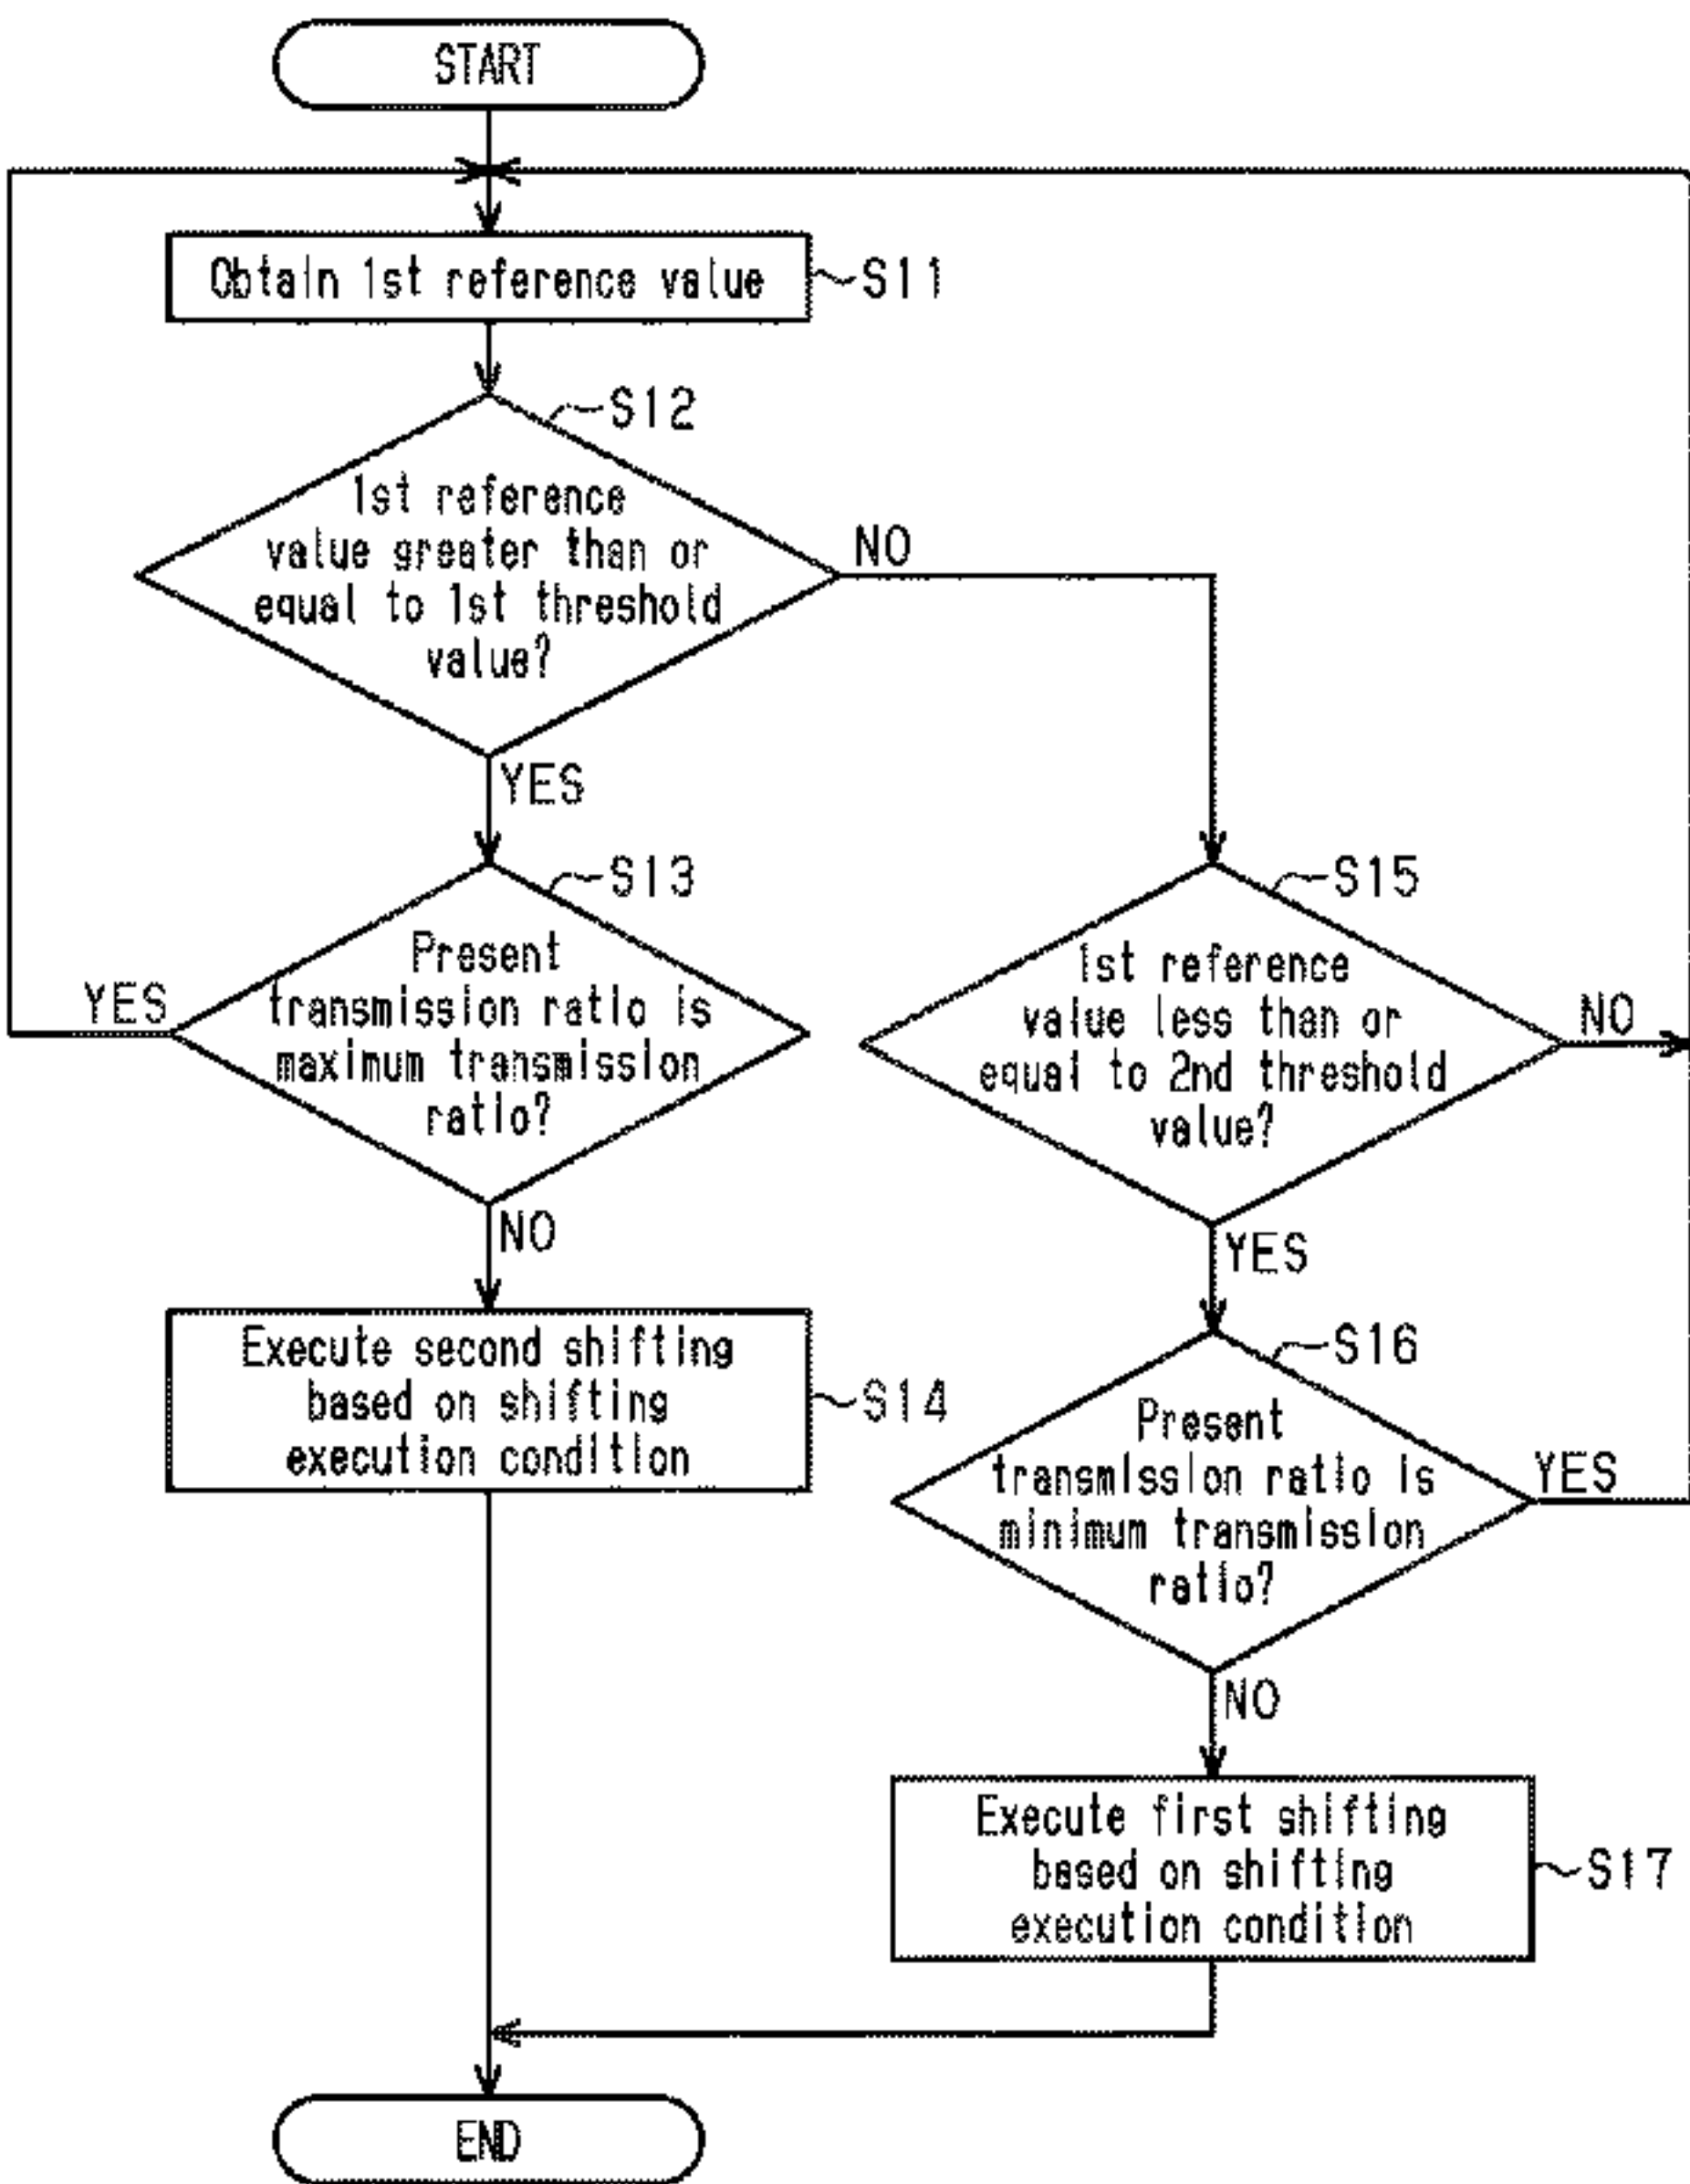 START
Obtain 1st reference value
S11
S12
1st reference
value greater than or
equal to 1st threshold
value?
NO
YES
S13
Present
transmission ratio is
maximum transmission
ratio?
YES
NO
Execute second shifting
based on shifting
execution condition
S14
S15
1st reference
value less than or
equal to 2nd threshold
value?
NO
YES
S16
Present
transmission ratio is
minimum transmission
ratio?
YES
NO
Execute first shifting
based on shifting
execution condition
S17
END